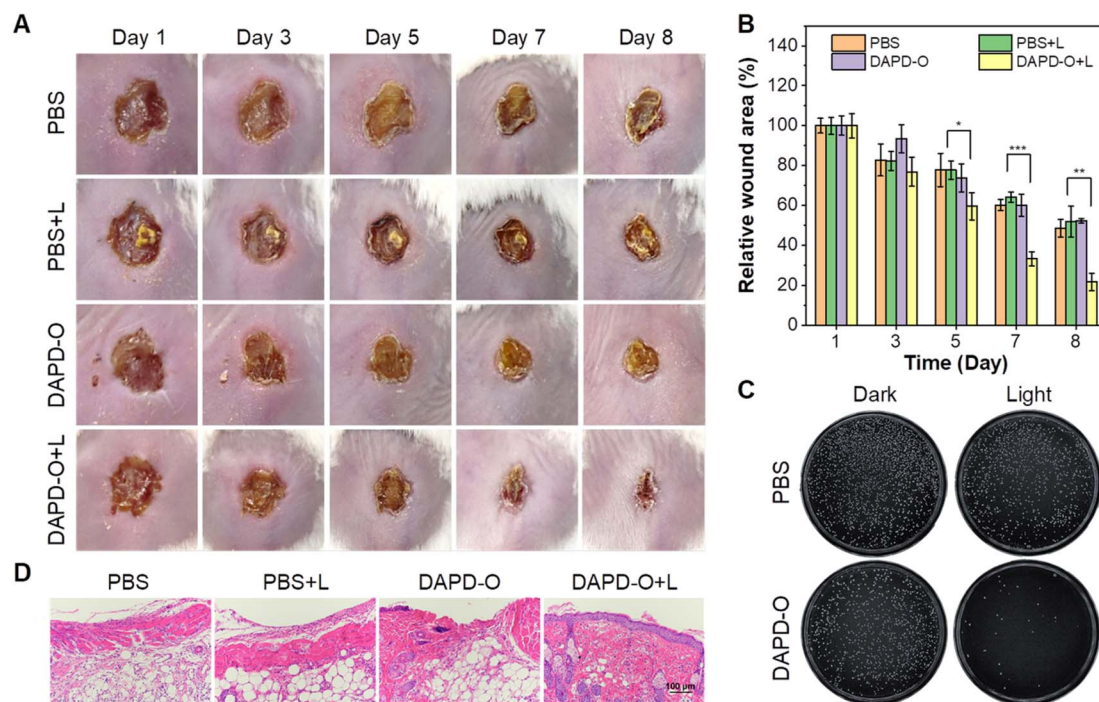 A
Day 1 Day 3 Day 5 Day 7 Day 8
PBS
PBS+L
DAPD-O
DAPD-O+L
B
Relative wound area (%)
140
120
100
80
60
40
20
0
PBS PBS+L
DAPD-O DAPD-O+L
* *** **
1 3 5 7 8
Time (Day)
C
Dark Light
PBS
DAPD-O
D
PBS PBS+L DAPD-O DAPD-O+L
100 μm